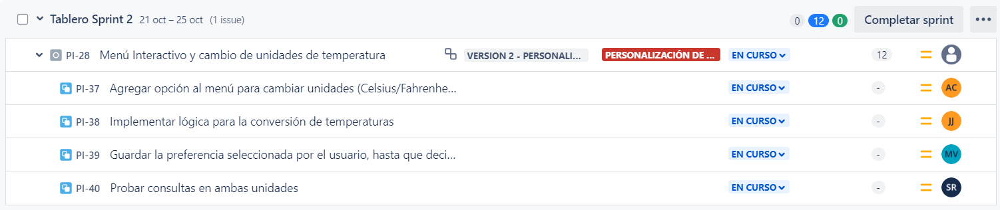 Tablero Sprint 2 21 oct – 25 oct (1 issue) 0 12 0 Completar sprint
PI-28 Menú Interactivo y cambio de unidades de temperatura VERSION 2 - PERSONALI... PERSONALIZACIÓN DE ... EN CURSO 12
PI-37 Agregar opción al menú para cambiar unidades (Celsius/Fahrenhe... EN CURSO - AC
PI-38 Implementar lógica para la conversión de temperaturas EN CURSO - JJ
PI-39 Guardar la preferencia seleccionada por el usuario, hasta que deci... EN CURSO - MV
PI-40 Probar consultas en ambas unidades EN CURSO - SR